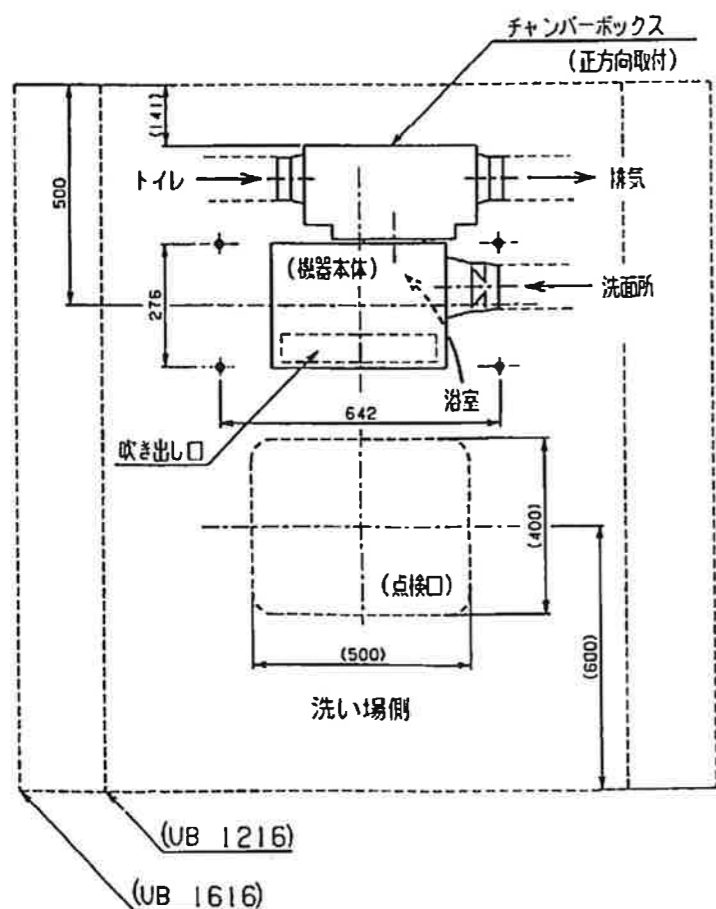 チャンバーボックス
(正方向取付)
(141)
500
トイレ
排気
(機器本体)
276
洗面所
浴室
642
吹き出し口
(400)
(点検口)
(500)
(600)
洗い場側
(UB 1216)
(UB 1616)